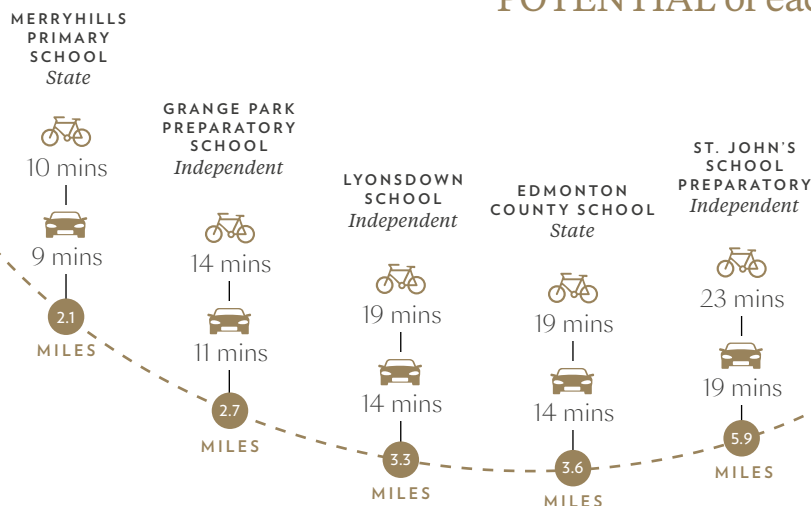 POTENTIAL of
MERRYHILLS
PRIMARY
SCHOOL
State
10 mins
9 mins
2.1
MILES
GRANGE PARK
PREPARATORY
SCHOOL
Independent
14 mins
11 mins
2.7
MILES
LYONSDOWN
SCHOOL
Independent
19 mins
14 mins
3.3
MILES
EDMONTON
COUNTY SCHOOL
State
19 mins
14 mins
3.6
MILES
ST. JOHN'S
SCHOOL
PREPARATORY
Independent
23 mins
19 mins
5.9
MILES